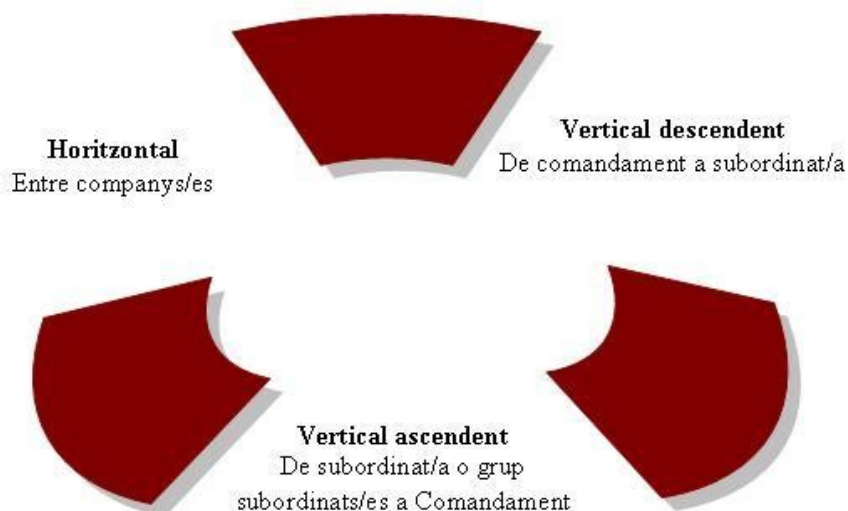 Horitzontal
Entre companys/es
Vertical descendent
De comandament a subordinat/a
Vertical ascendent
De subordinat/a o grup
subordinats/es a Comandament